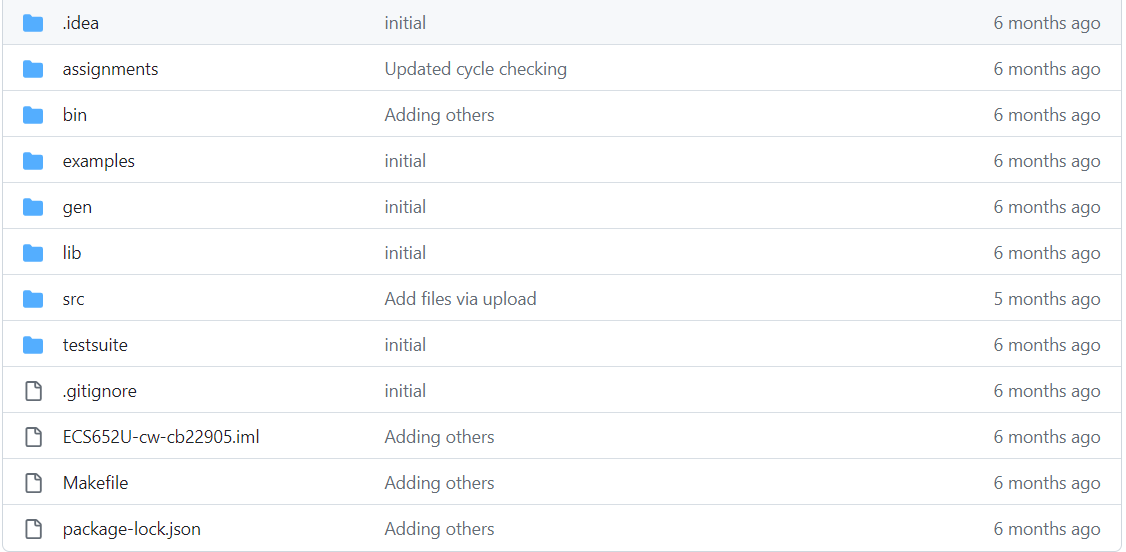 .idea initial 6 months ago
assignments Updated cycle checking 6 months ago
bin Adding others 6 months ago
examples initial 6 months ago
gen initial 6 months ago
lib initial 6 months ago
src Add files via upload 5 months ago
testsuite initial 6 months ago
.gitignore initial 6 months ago
ECS652U-cw-cb22905.iml Adding others 6 months ago
Makefile Adding others 6 months ago
package-lock.json Adding others 6 months ago